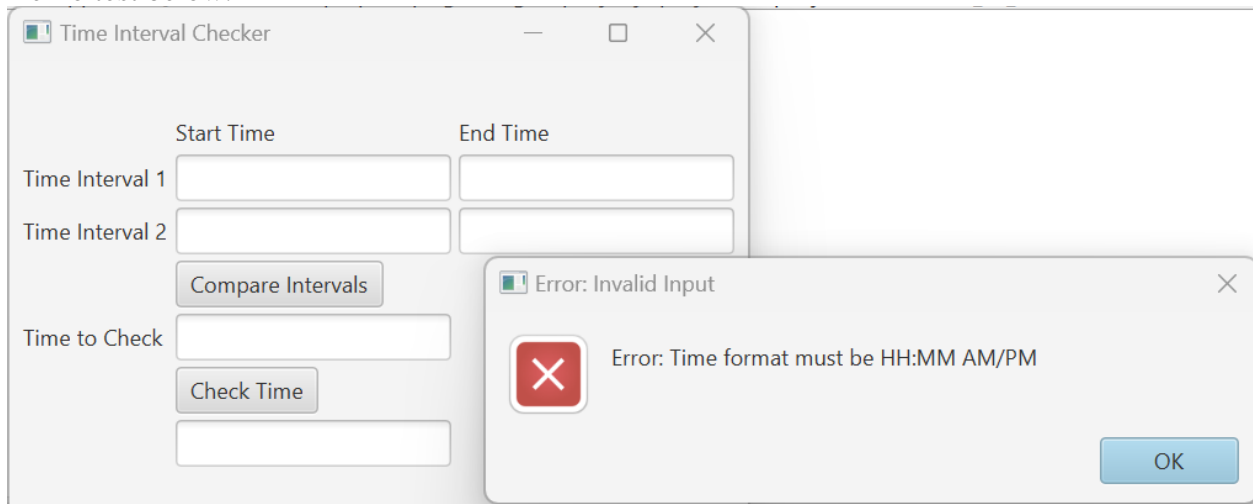 Time Interval Checker
Start Time End Time
Time Interval 1
Time Interval 2
Compare Intervals
Error: Invalid Input
Time to Check
Error: Time format must be HH:MM AM/PM
Check Time
OK